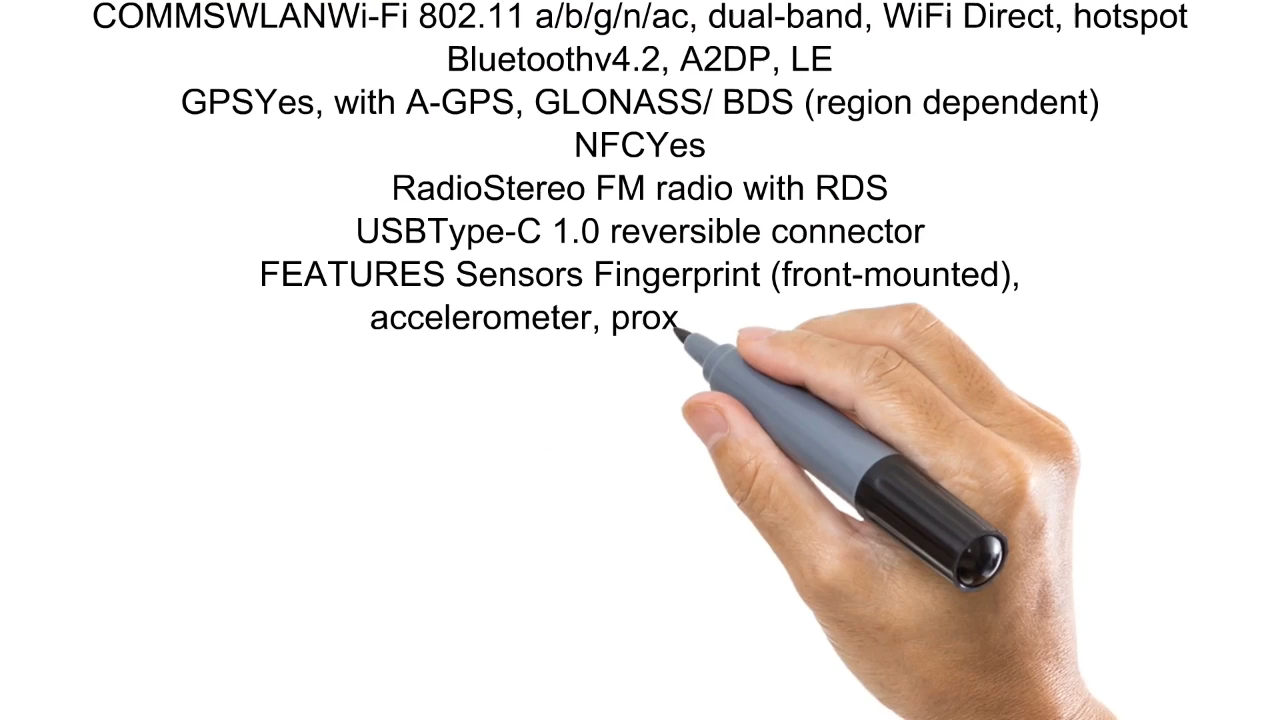 COMMSWLANWi-Fi 802.11 a/b/g/n/ac, dual-band, WiFi Direct, hotspot
Bluetoothv4.2, A2DP, LE
GPSYes, with A-GPS, GLONASS/ BDS (region dependent)
NFCYes
RadioStereo FM radio with RDS
USBType-C 1.0 reversible connector
FEATURES Sensors Fingerprint (front-mounted),
accelerometer, prox